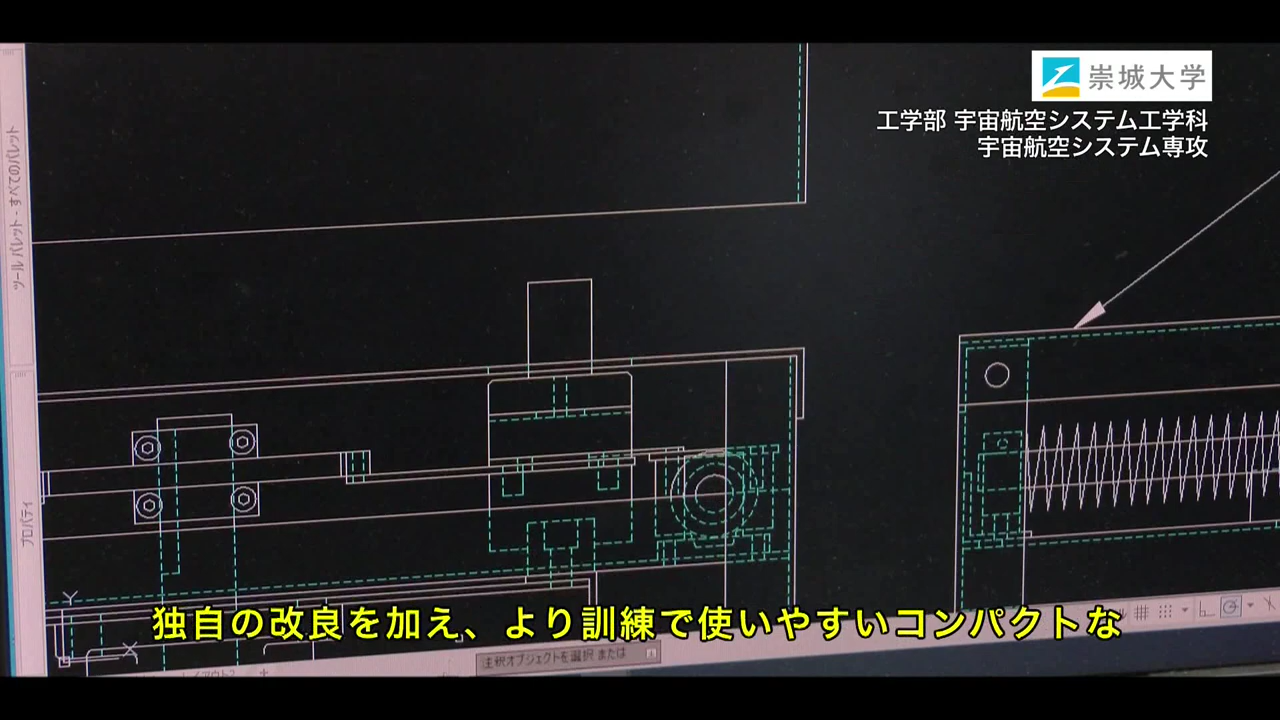 崇城大学
工学部 宇宙航空システム工学科
宇宙航空システム専攻
ツール パレット - すべてのパレット
プロパティ
Y
X
独自の改良を加え、より訓練で使いやすいコンパクトな
注釈オブジェクトを選択 または